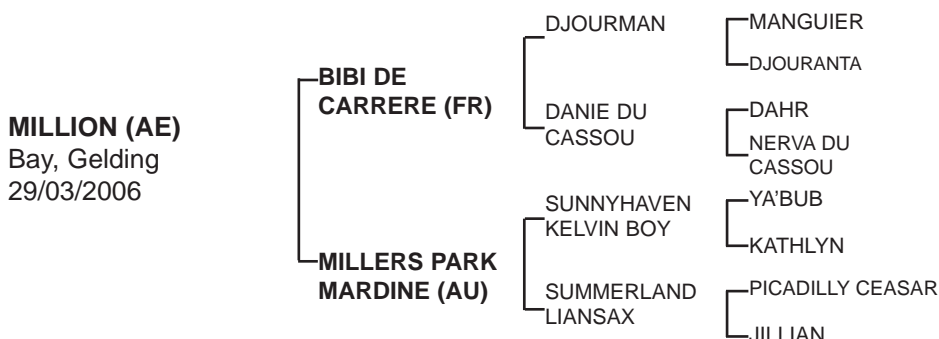 MILLION (AE)
Bay, Gelding
29/03/2006
BIBI DE
CARRERE (FR)
MILLERS PARK
MARDINE (AU)
DJOURMAN
DANIE DU
CASSOU
SUNNYHAVEN
KELVIN BOY
SUMMERLAND
LIANSAX
MANGUIER
DJOURANTA
DAHR
NERVA DU
CASSOU
YA’BUB
KATHLYN
PICADILLY CEASAR
JILLIAN